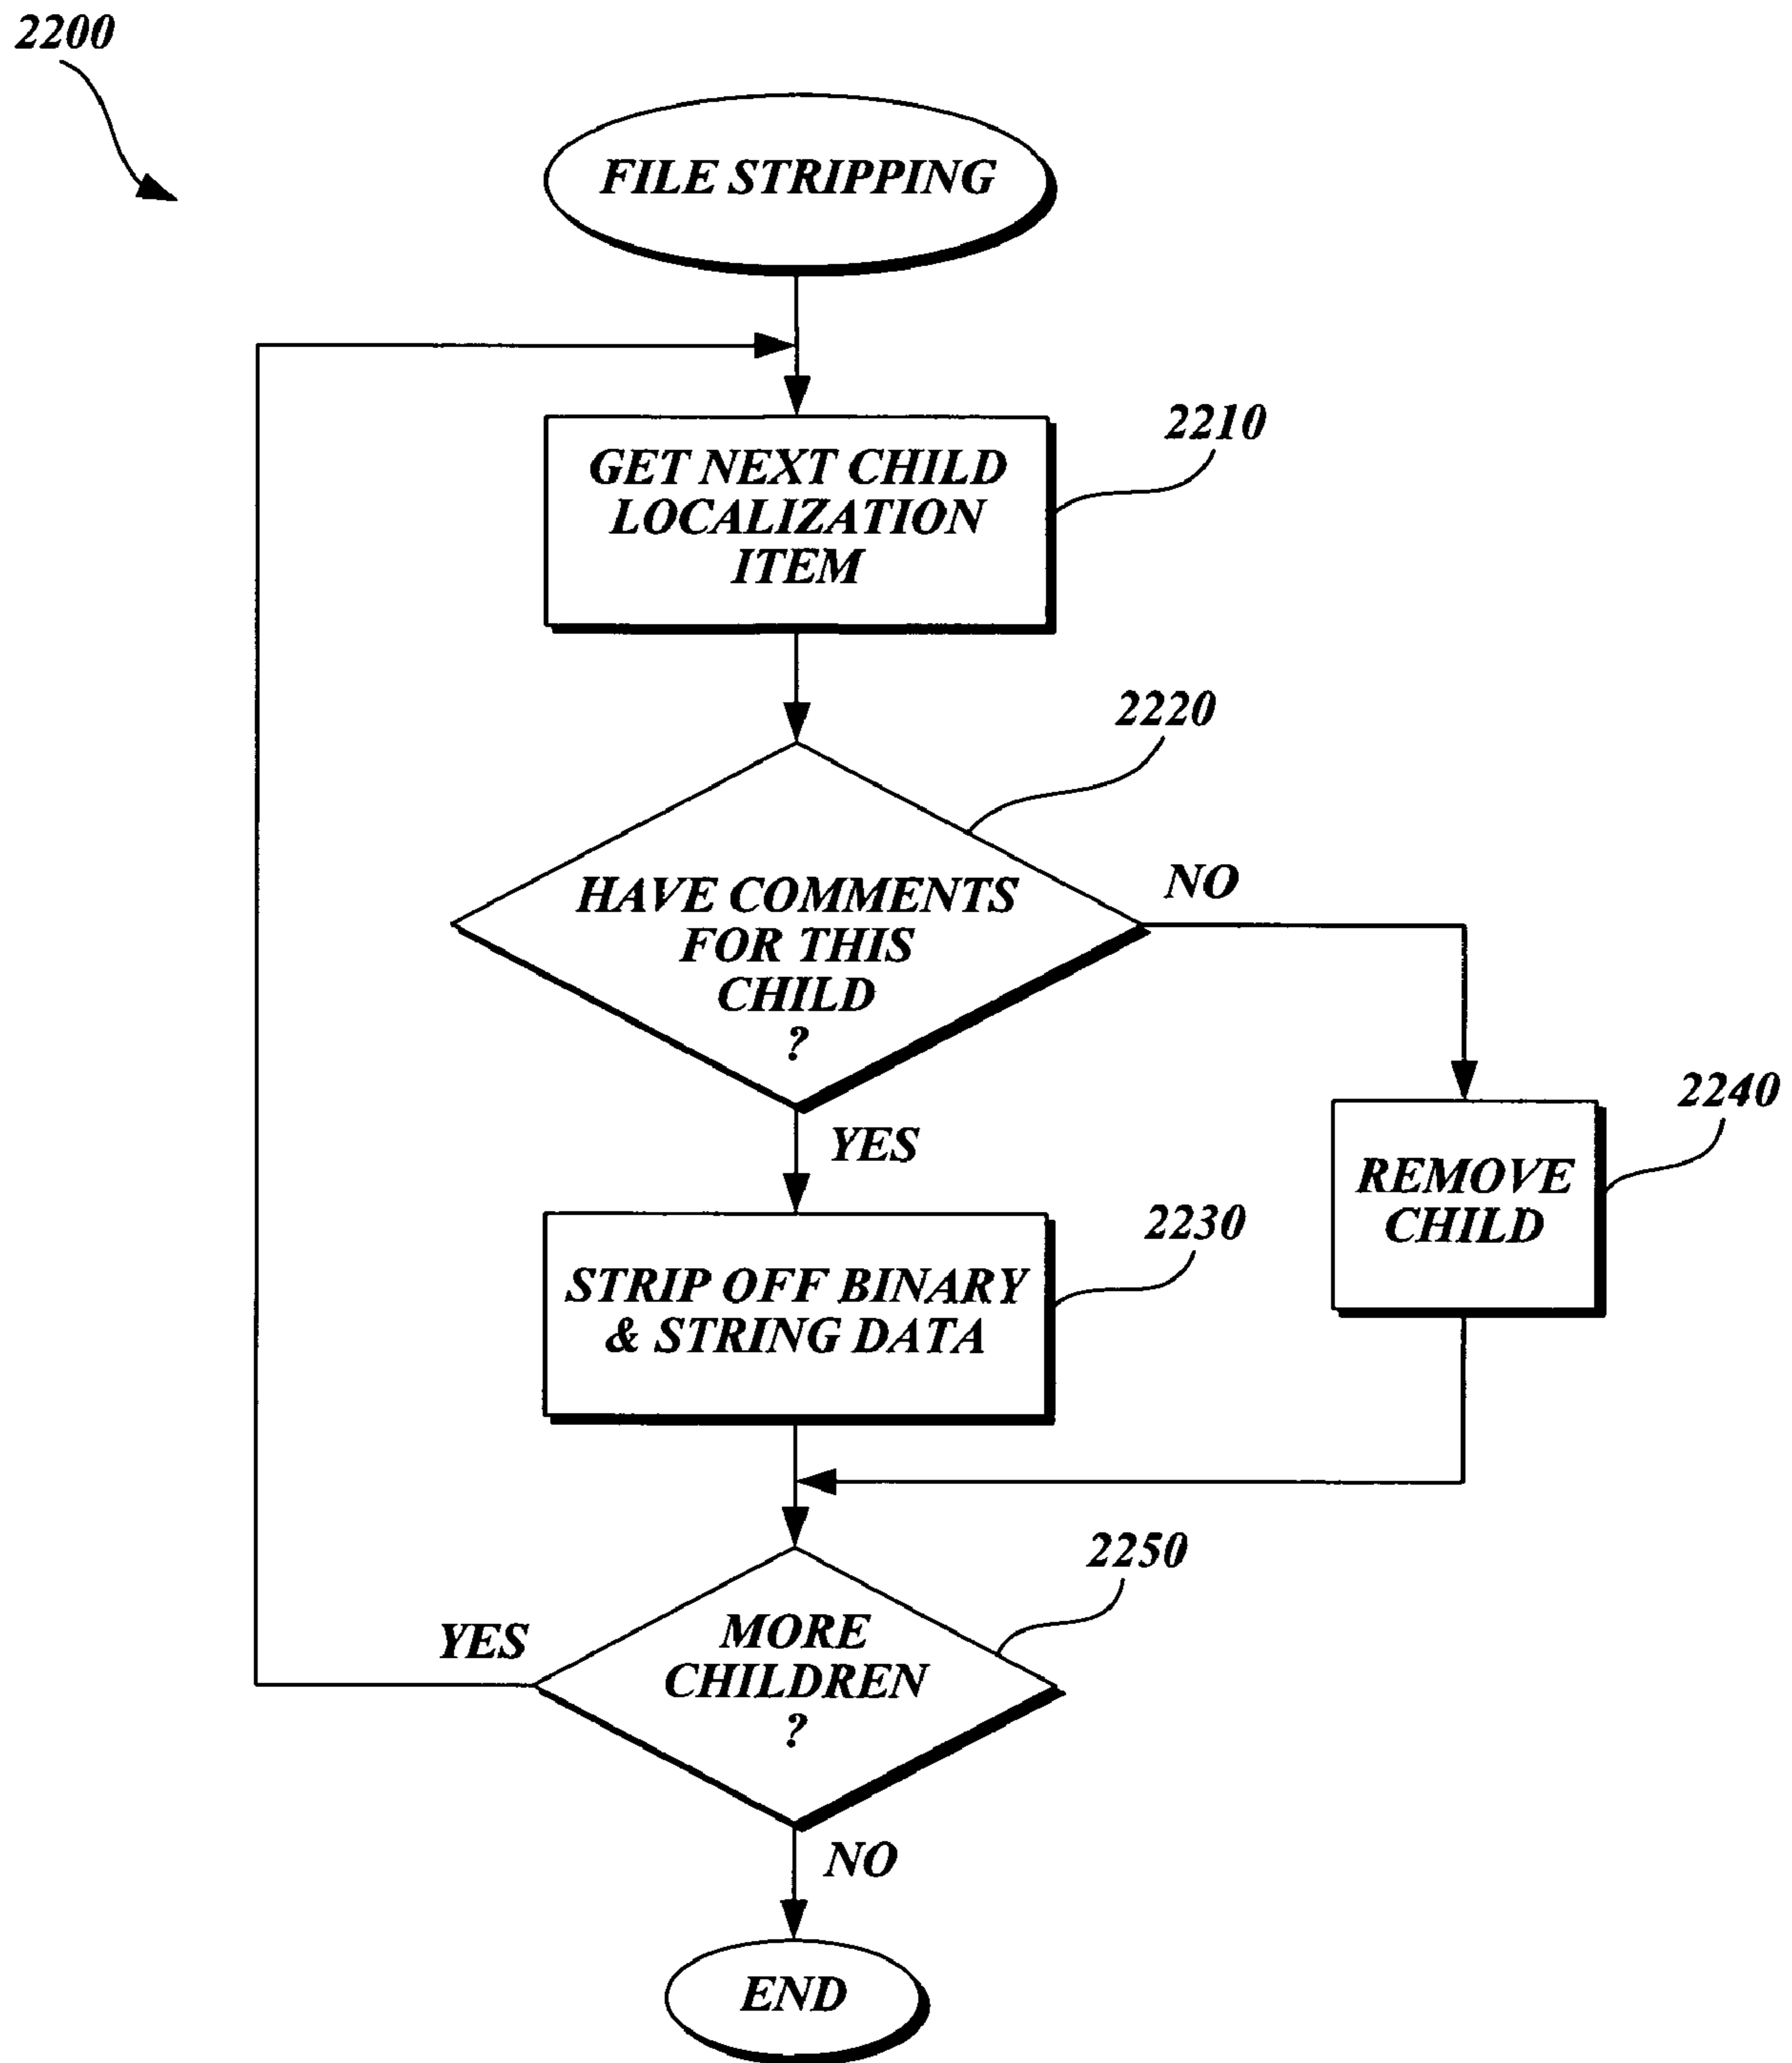 2200
FILE STRIPPING
GET NEXT CHILD
LOCALIZATION
ITEM
2210
2220
HAVE COMMENTS
FOR THIS
CHILD
?
NO
YES
2240
REMOVE
CHILD
2230
STRIP OFF BINARY
& STRING DATA
2250
MORE
CHILDREN
?
YES
NO
END